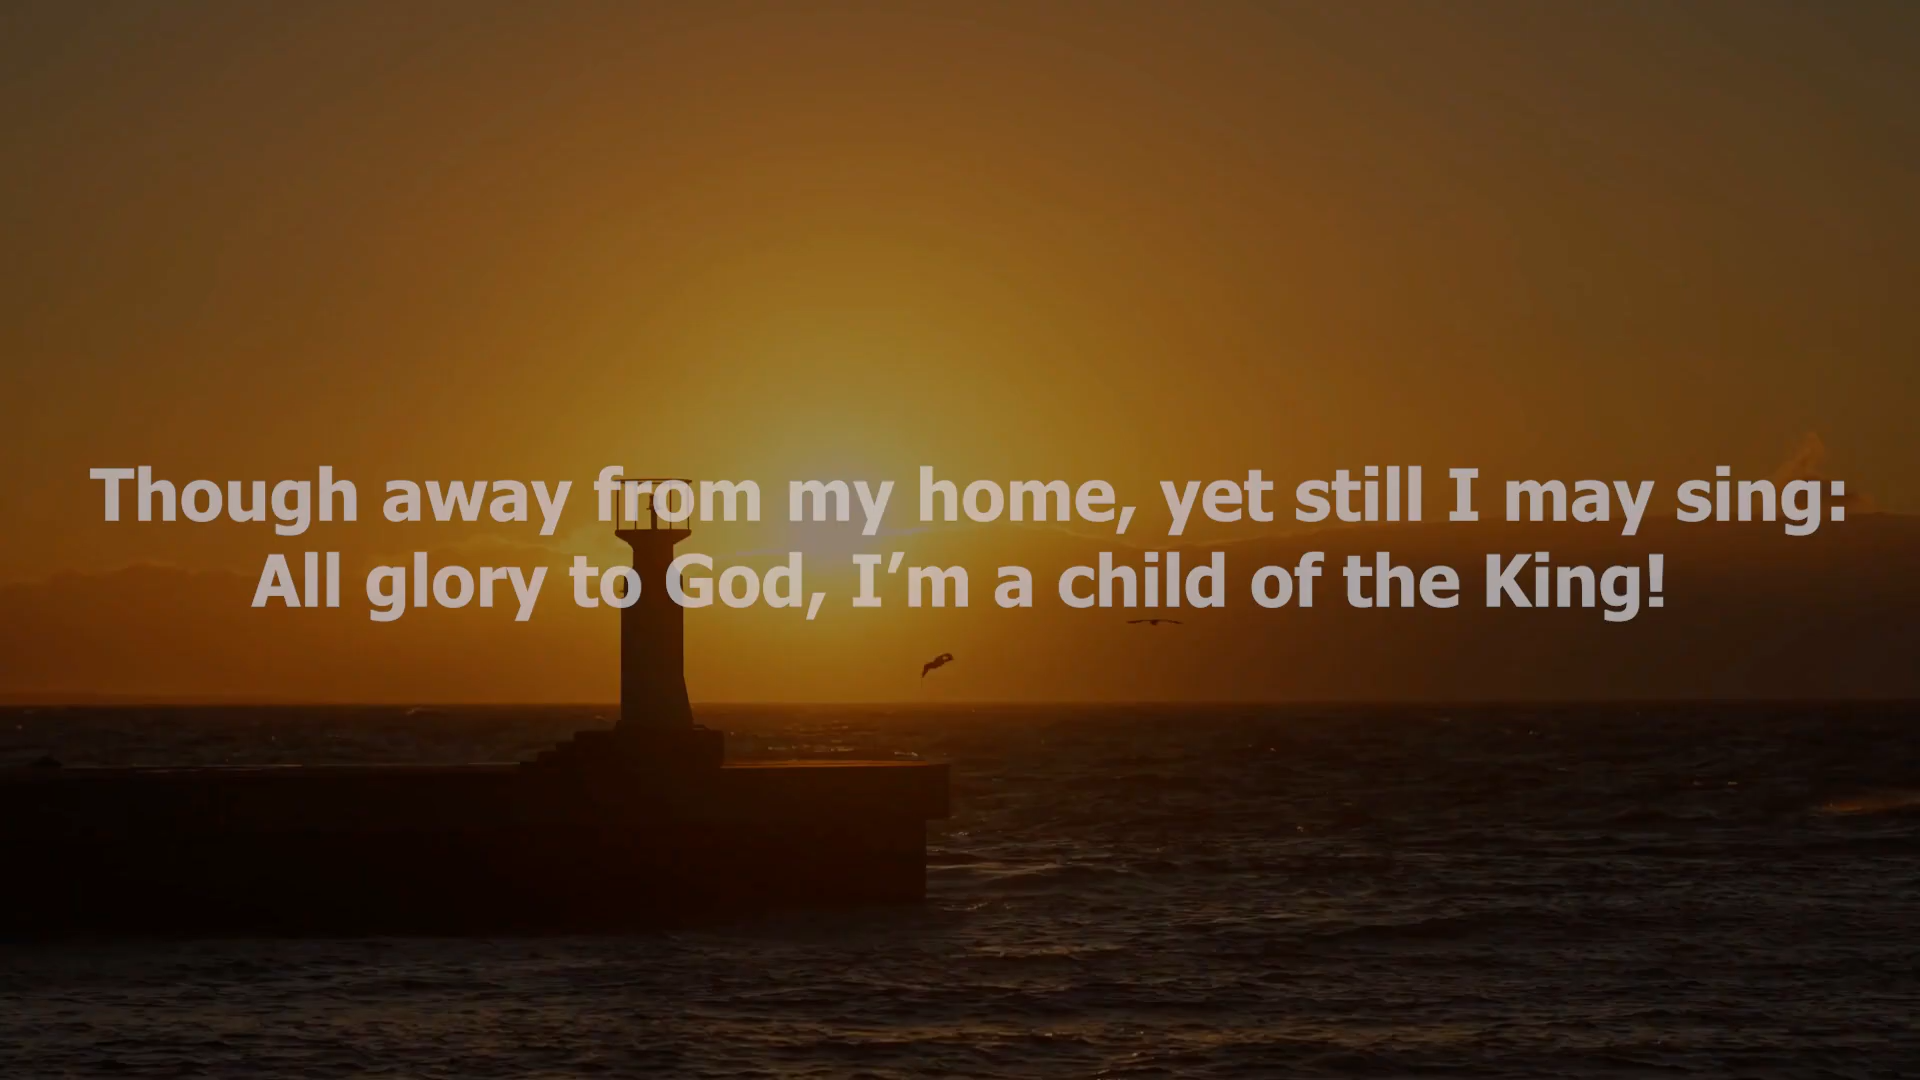 Though away from my home, yet still I may sing:
All glory to God, I’m a child of the King!